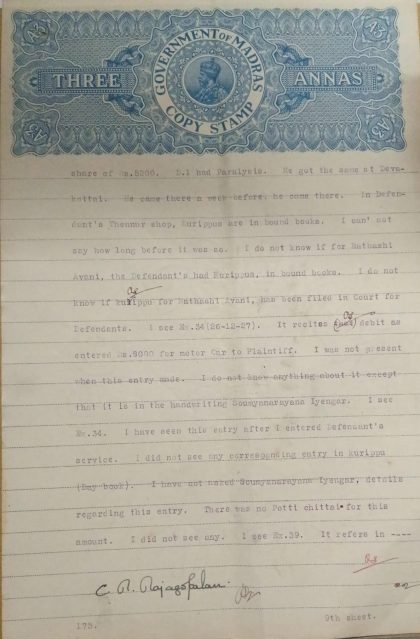 GOVERNMENT OF MADRAS
THREE ANNAS
COPY STAMP
share of Rs.5206. D.1 had Paralysis. He got the same at Deva-
kottai. He came there a week before he came there. In Defen-
dant's Thennur shop, Kurippus are in bound books. I can' not
say how long before it was so. I do not know if for Rathashi
Avani, the Defendant's had Kurippus, in bound books. I do not
know if kurippu for Rathashi Avani, has been filed in Court for
Defendants. I see Ex.34(26-12-27). It recites debit as
entered Rs.8000 for motor Car to Plaintiff. I was not present
when this entry made. I do not know anything about it except
that it is in the handwriting Soumyanarayana Iyengar. I see
Ex.34. I have seen this entry after I entered Defendant's
service. I did not see any corresponding entry in kurippu
(Day book). I have not asked Soumyanarayana Iyengar, details
regarding this entry. There was no Potti chittai for this
amount. I did not see any. I see Ex.39. It refers in ----
C. R. Rajagopalan.
175. 9th sheet.